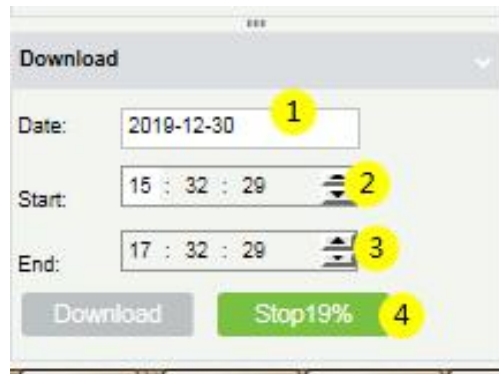 Download
Date: 2019-12-30 1
Start: 15 : 32 : 29 2
End: 17 : 32 : 29 3
Download Stop19% 4